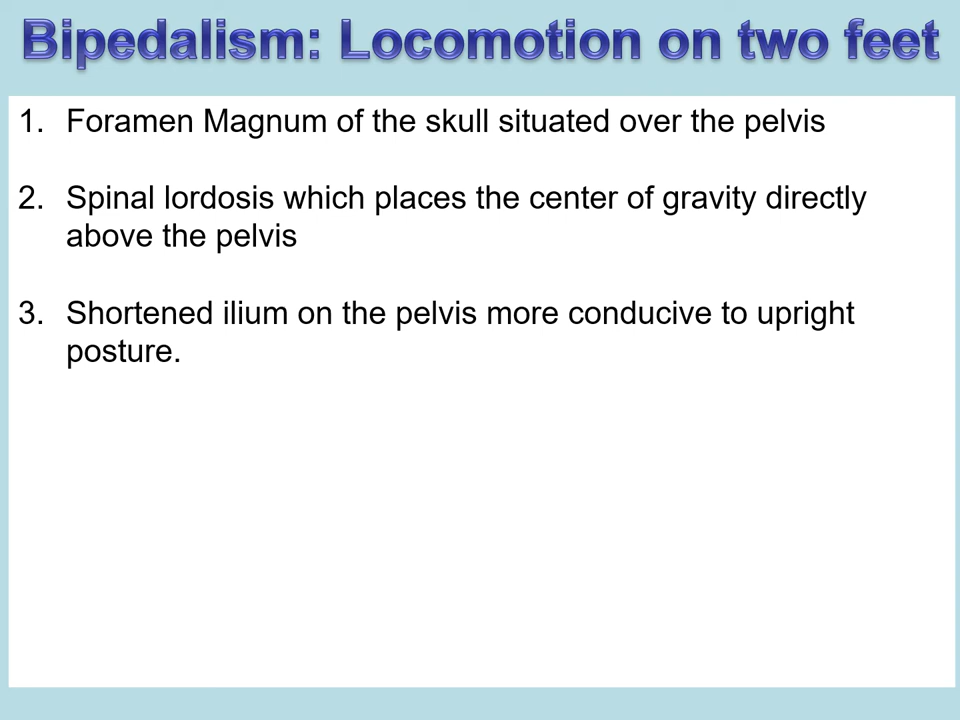 Bipedalism: Locomotion on two feet
1. Foramen Magnum of the skull situated over the pelvis
2. Spinal lordosis which places the center of gravity directly
above the pelvis
3. Shortened ilium on the pelvis more conducive to upright
posture.